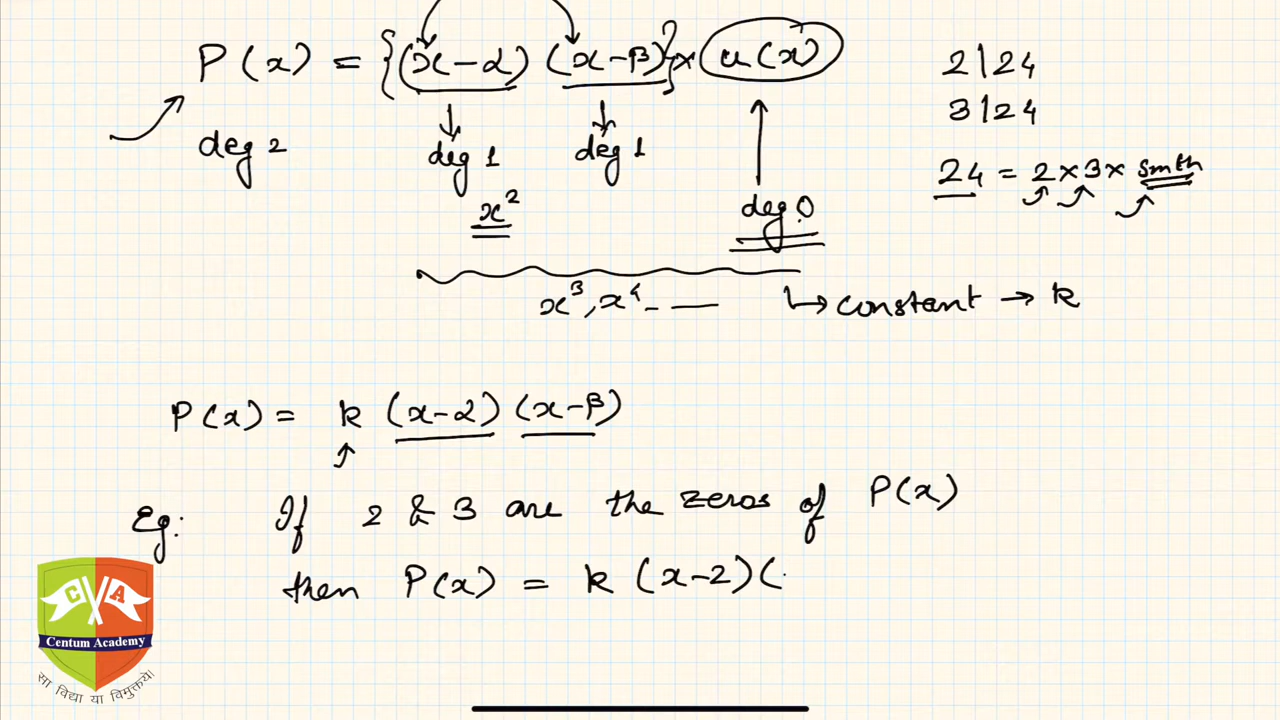 P(x) = {(x-α) (x-β)} × u(x)
2|24
3|24
deg 2
deg 1
deg 1
24 = 2×3× smth
x²
deg 0
x³, x⁴ - —
↳ constant → k
P(x) = k (x-α) (x-β)
Eg: If 2 & 3 are the zeros of P(x)
then P(x) = k (x-2)(
C A
Centum Academy
सा विद्या या विमुक्तये।